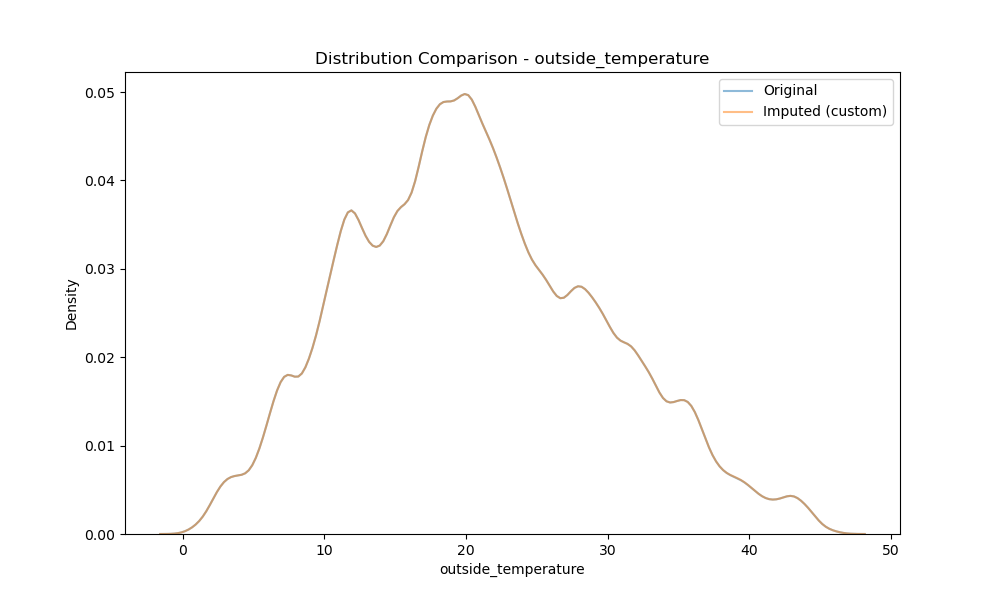 Distribution Comparison - outside_temperature
Original
Imputed (custom)
Density
0.05
0.04
0.03
0.02
0.01
0.00
0
10
20
30
40
50
outside_temperature